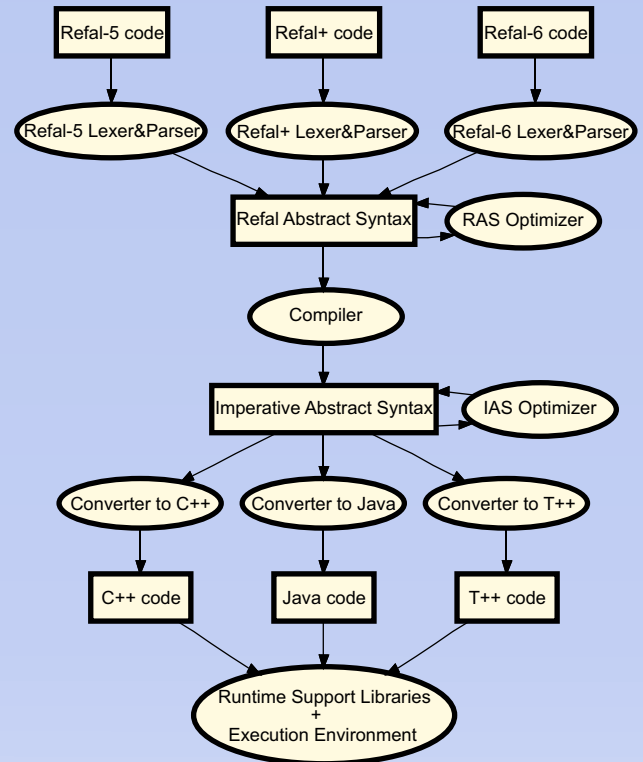 Refal-5 code
Refal+ code
Refal-6 code
Refal-5 Lexer&Parser
Refal+ Lexer&Parser
Refal-6 Lexer&Parser
Refal Abstract Syntax
RAS Optimizer
Compiler
Imperative Abstract Syntax
IAS Optimizer
Converter to C++
Converter to Java
Converter to T++
C++ code
Java code
T++ code
Runtime Support Libraries
+
Execution Environment